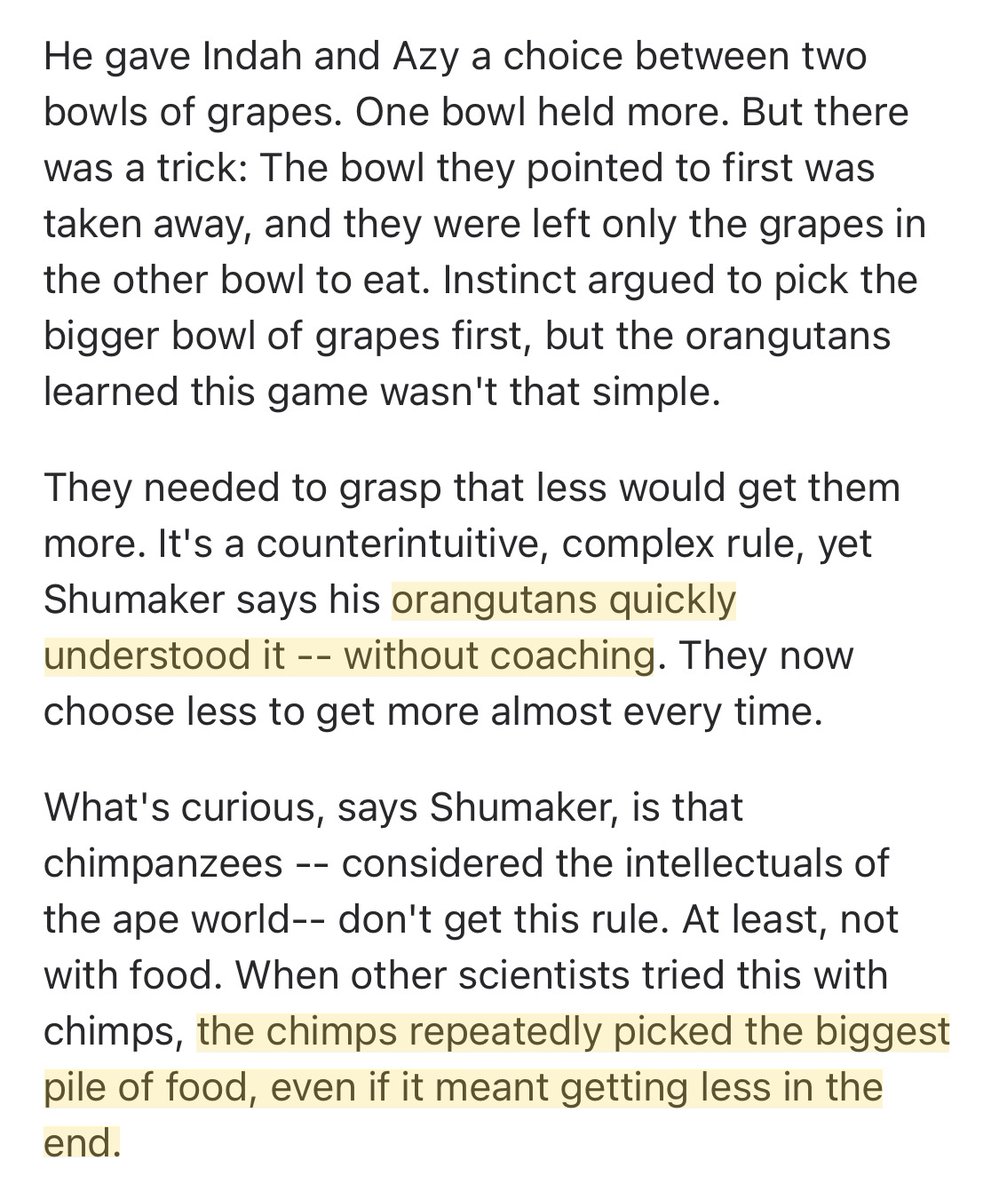 He gave Indah and Azy a choice between two
bowls of grapes. One bowl held more. But there
was a trick: The bowl they pointed to first was
taken away, and they were left only the grapes in
the other bowl to eat. Instinct argued to pick the
bigger bowl of grapes first, but the orangutans
learned this game wasn't that simple.
They needed to grasp that less would get them
more. It's a counterintuitive, complex rule, yet
Shumaker says his orangutans quickly
understood it -- without coaching. They now
choose less to get more almost every time.
What's curious, says Shumaker, is that
chimpanzees -- considered the intellectuals of
the ape world-- don't get this rule. At least, not
with food. When other scientists tried this with
chimps, the chimps repeatedly picked the biggest
pile of food, even if it meant getting less in the
end.